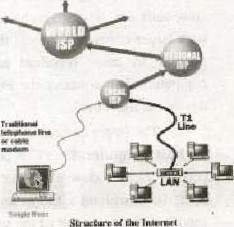 WORLD
ISP
REGIONAL
ISP
LOCAL
ISP
Traditional
telephone line
or cable
modem
T1
Line
LAN
Single User
Structure of the Internet